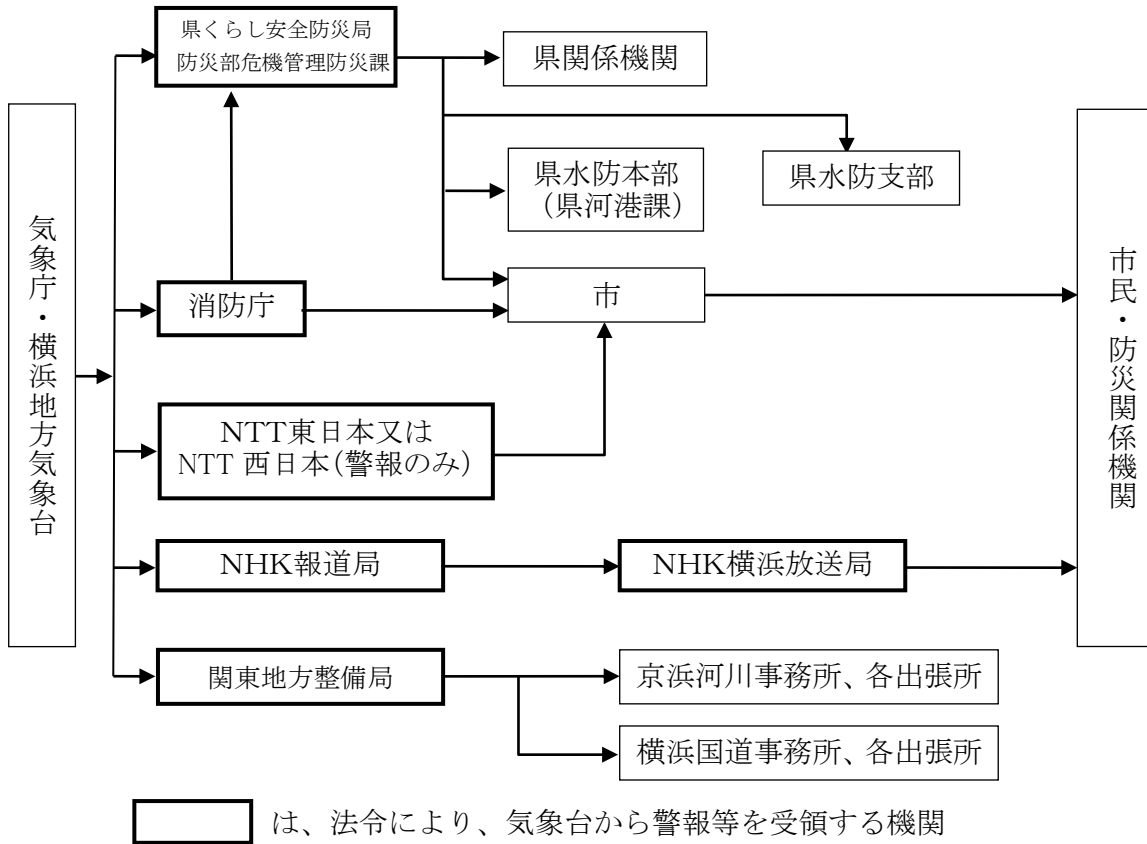 県くらし安全防災局
防災部危機管理防災課
県関係機関
県水防本部
（県河港課）
県水防支部
気象庁・横浜地方気象台
消防庁
市
市民・防災関係機関
NTT東日本又は
NTT 西日本（警報のみ）
NHK報道局
NHK横浜放送局
関東地方整備局
京浜河川事務所、各出張所
横浜国道事務所、各出張所
は、法令により、気象台から警報等を受領する機関